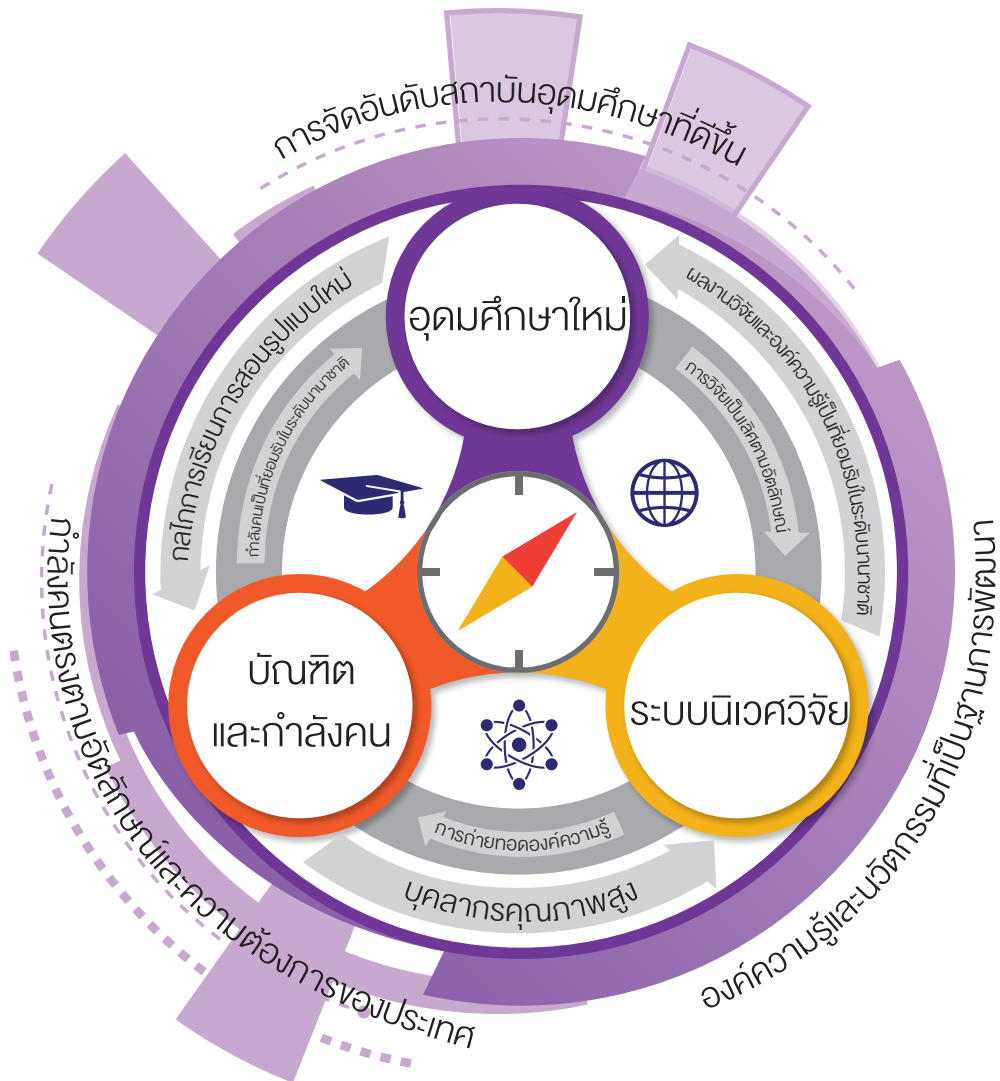 การจัดอันดับสถาบันอุดมศึกษาที่ดีขึ้น
อุดมศึกษาใหม่
กลไกการเรียนการสอนรูปแบบใหม่
กำลังคนเป็นที่ยอมรับในระดับนานาชาติ
ผลงานวิจัยและองค์ความรู้เป็นที่ยอมรับในระดับนานาชาติ
การวิจัยเป็นเลิศตามอัตลักษณ์
บัณฑิต
และกำลังคน
ระบบนิเวศวิจัย
การถ่ายทอดองค์ความรู้
บุคลากรคุณภาพสูง
กำลังคนตรงตามอัตลักษณ์และความต้องการของประเทศ
องค์ความรู้และนวัตกรรมที่เป็นฐานการพัฒนา